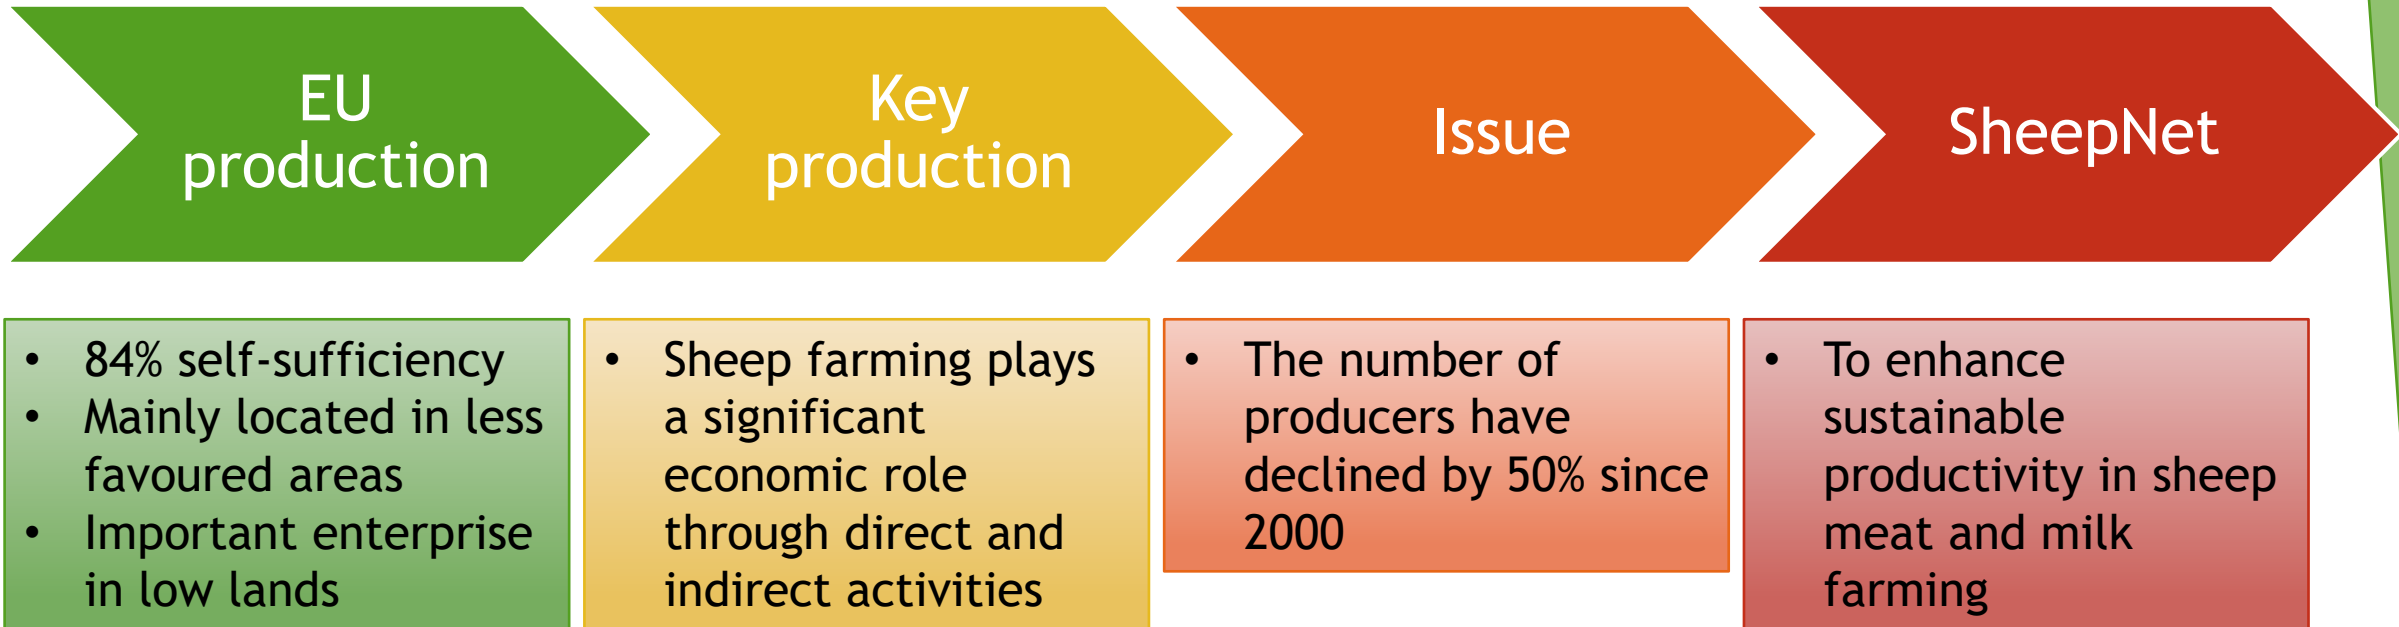 EU
production
Key
production
Issue
SheepNet
• 84% self-sufficiency
• Mainly located in less
favoured areas
• Important enterprise
in low lands
• Sheep farming plays
a significant
economic role
through direct and
indirect activities
• The number of
producers have
declined by 50% since
2000
• To enhance
sustainable
productivity in sheep
meat and milk
farming